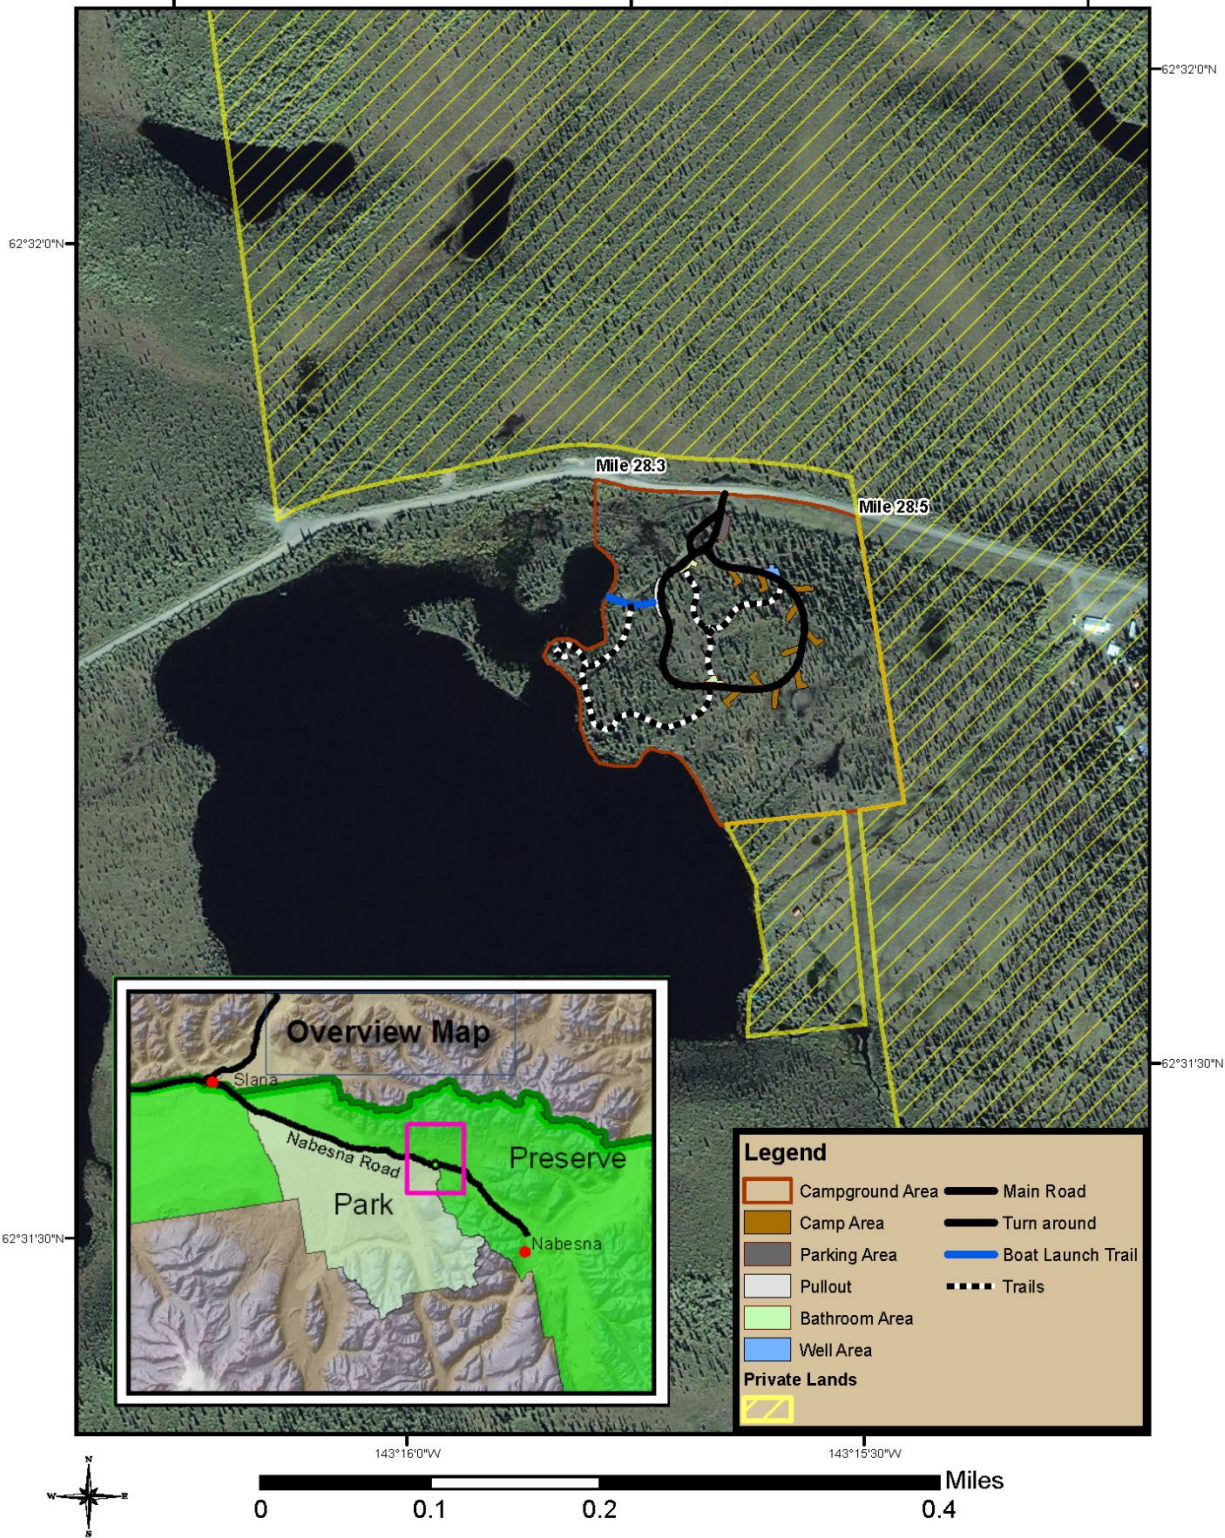 62°32'0"N
62°32'0"N
Mile 28.3
Mile 28.5
62°31'30"N
Overview Map
Slana
Nabesna Road
Preserve
Park
Nabesna
62°31'30"N
Legend
Campground Area
Main Road
Camp Area
Turn around
Parking Area
Boat Launch Trail
Pullout
Trails
Bathroom Area
Well Area
Private Lands
143°16'0"W
143°15'30"W
N
W
E
S
Miles
0
0.1
0.2
0.4